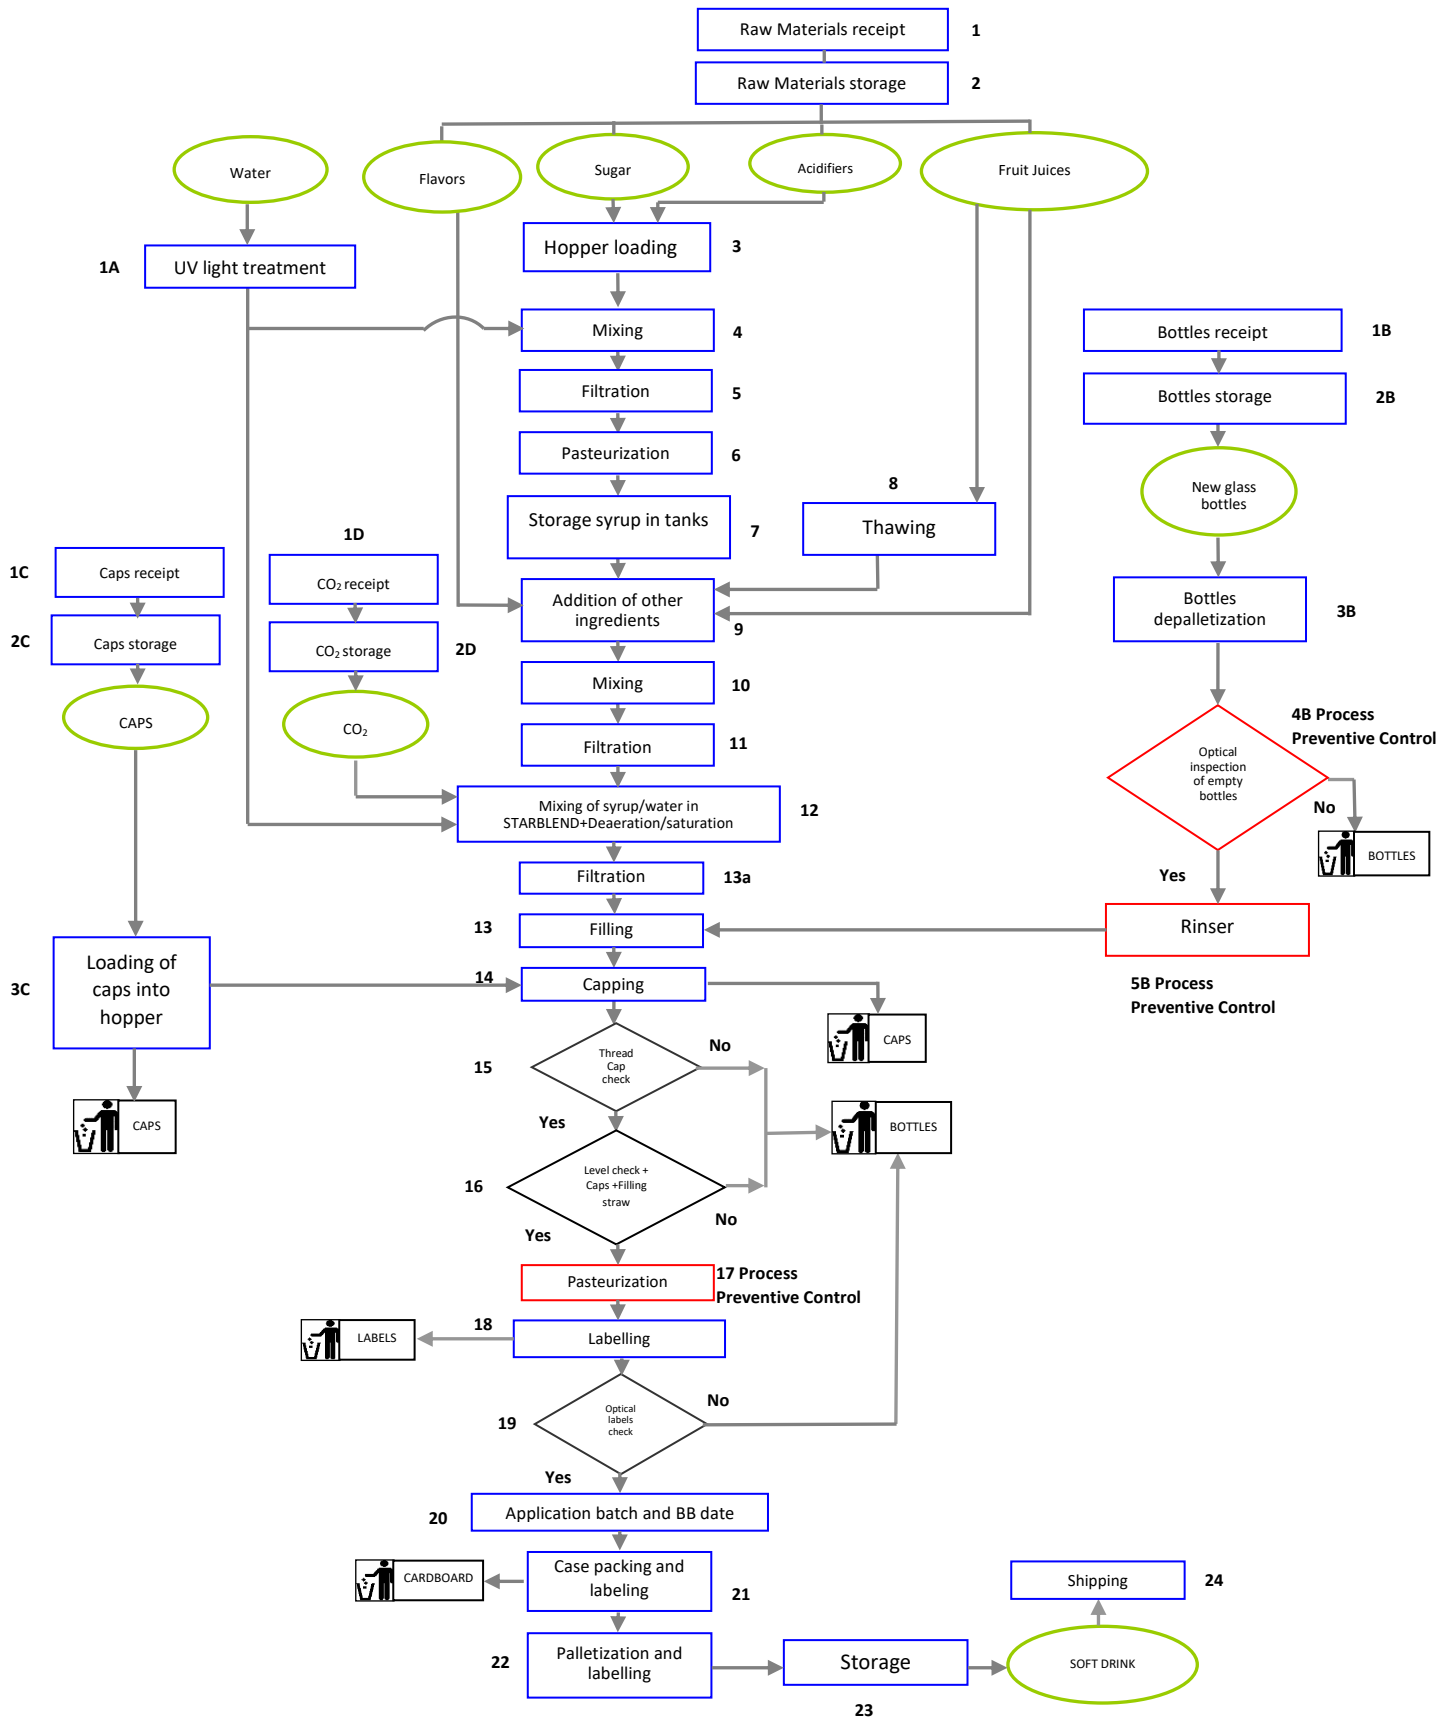 Raw Materials receipt
1
Raw Materials storage
2
Water
Flavors
Sugar
Acidifiers
Fruit Juices
1A
UV light treatment
Hopper loading
3
Mixing
4
Bottles receipt
1B
Filtration
5
Bottles storage
2B
Pasteurization
6
New glass
bottles
8
Storage syrup in tanks
7
Thawing
1D
1C
Caps receipt
CO2 receipt
Addition of other
ingredients
9
Bottles
depalletization
3B
2C
Caps storage
CO2 storage
2D
Mixing
10
CAPS
CO2
4B Process
Preventive Control
Filtration
11
Optical
inspection
of empty
bottles
No
BOTTLES
Yes
Mixing of syrup/water in
STARBLEND+Deaeration/saturation
12
Filtration
13a
13
Filling
Rinser
5B Process
Preventive Control
3C
Loading of
caps into
hopper
14
Capping
CAPS
15
Thread
Cap
check
No
Yes
CAPS
BOTTLES
16
Level check +
Caps +Filling
straw
No
Yes
Pasteurization
17 Process
Preventive Control
18
Labelling
LABELS
19
Optical
labels
check
No
Yes
20
Application batch and BB date
CARDBOARD
Case packing and
labeling
21
Shipping
24
22
Palletization and
labelling
Storage
23
SOFT DRINK